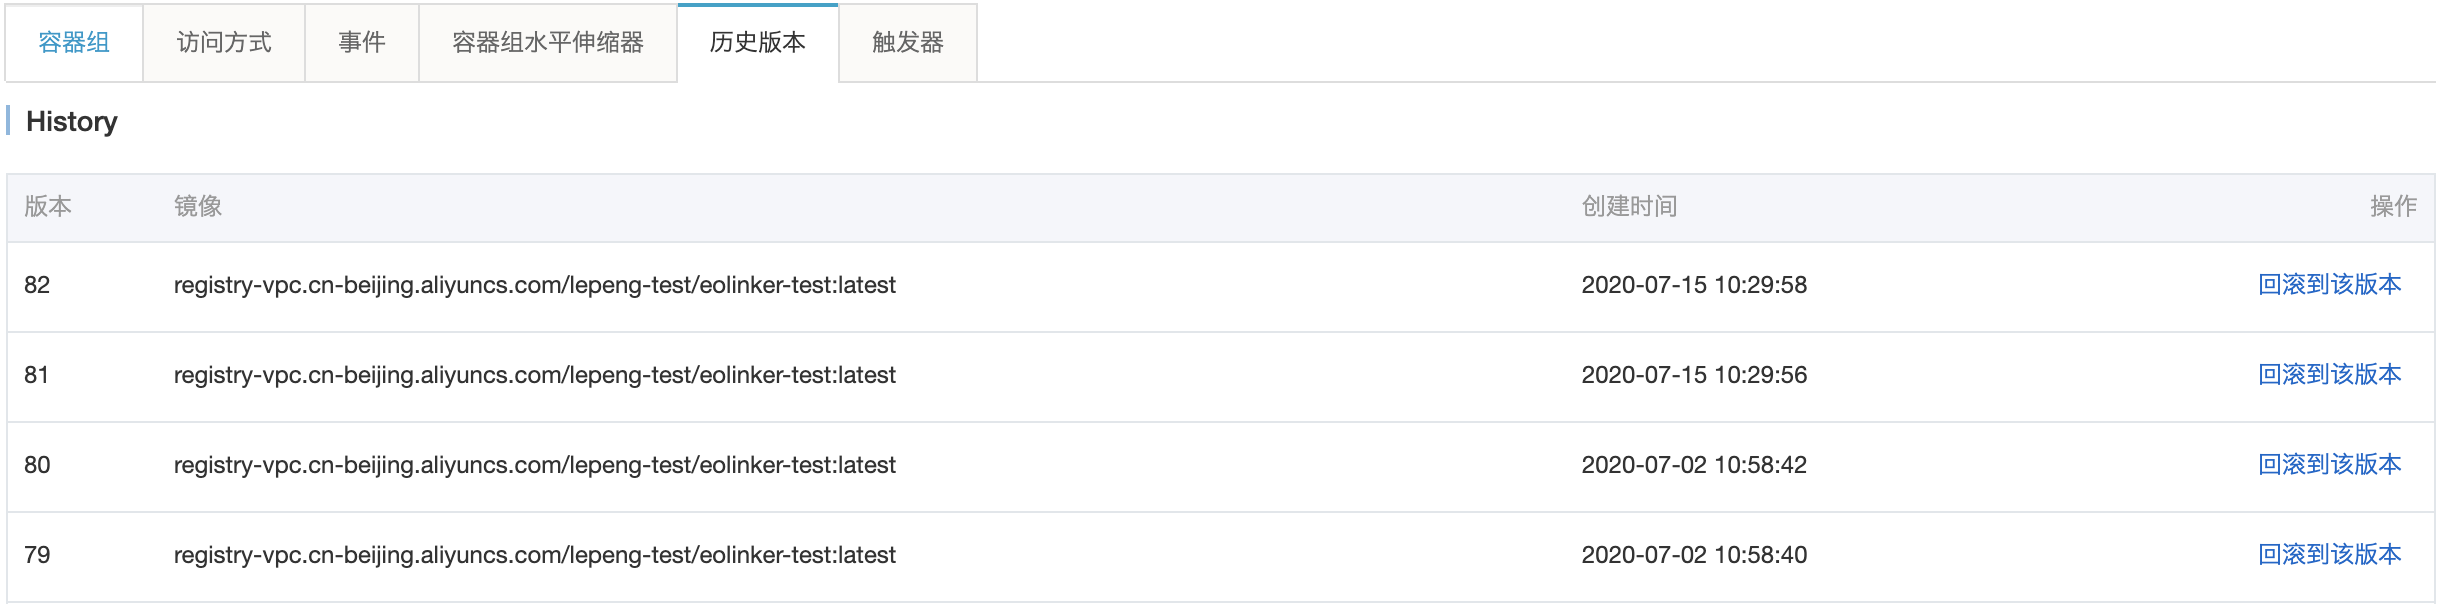 容器组 访问方式 事件 容器组水平伸缩器 历史版本 触发器
History
版本 镜像 创建时间 操作
82 registry-vpc.cn-beijing.aliyuncs.com/lepeng-test/eolinker-test:latest 2020-07-15 10:29:58 回滚到该版本
81 registry-vpc.cn-beijing.aliyuncs.com/lepeng-test/eolinker-test:latest 2020-07-15 10:29:56 回滚到该版本
80 registry-vpc.cn-beijing.aliyuncs.com/lepeng-test/eolinker-test:latest 2020-07-02 10:58:42 回滚到该版本
79 registry-vpc.cn-beijing.aliyuncs.com/lepeng-test/eolinker-test:latest 2020-07-02 10:58:40 回滚到该版本